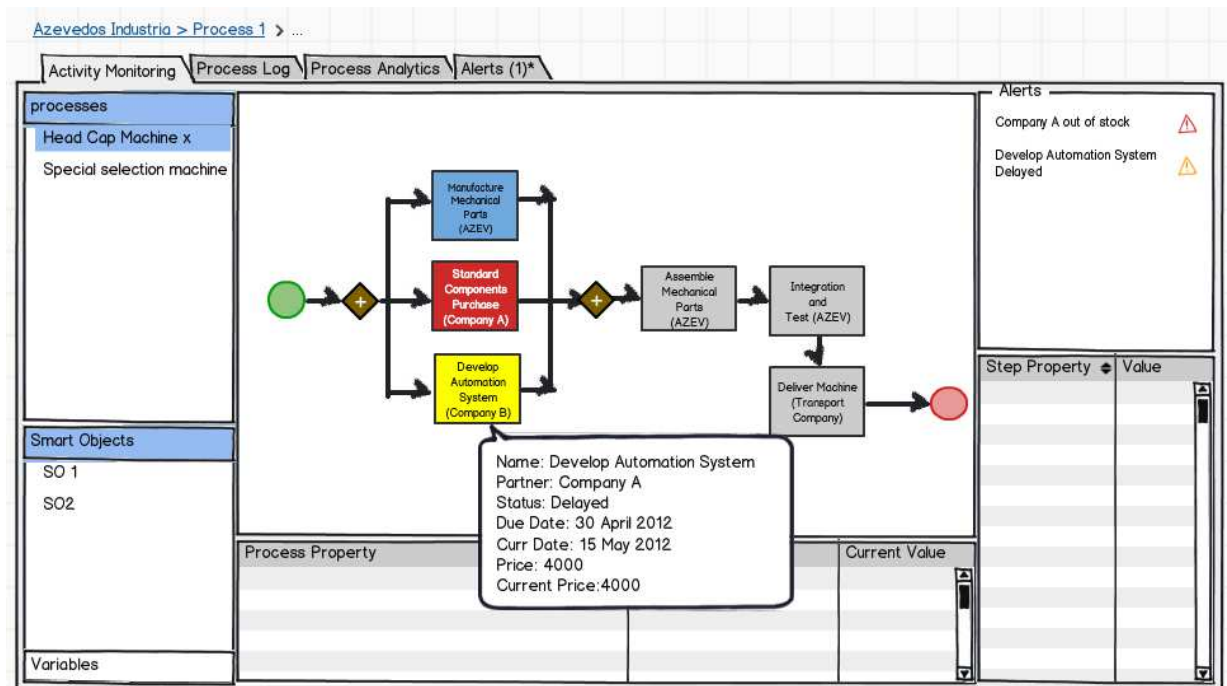 Azevedos Industria > Process 1 > ...
Activity Monitoring
Process Log
Process Analytics
Alerts (1)*
processes
Head Cap Machine x
Special selection machine
Smart Objects
SO 1
SO2
Variables
Manufacture
Mechanical
Parts
(AZEV)
+
Standard
Components
Purchase
(Company A)
Develop
Automation
System
(Company B)
+
Assemble
Mechanical
Parts
(AZEV)
Integration
and
Test (AZEV)
Deliver Machine
(Transport
Company)
Name: Develop Automation System
Partner: Company A
Status: Delayed
Due Date: 30 April 2012
Curr Date: 15 May 2012
Price: 4000
Current Price:4000
Process Property
Current Value
Alerts
Company A out of stock
Develop Automation System
Delayed
Step Property
Value